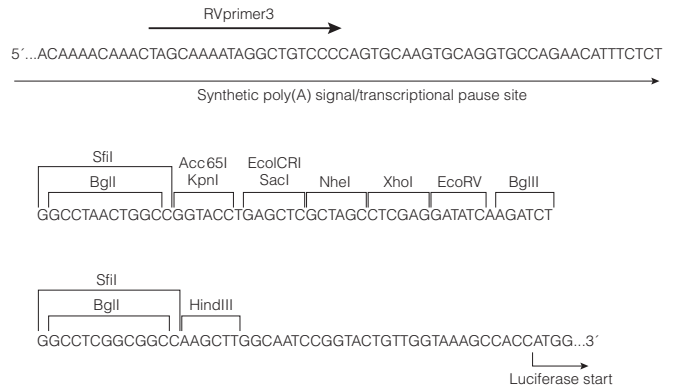 RVprimer3
5´...ACAAAACAAACTAGCAAAATAGGCTGTCCCCAGTGCAAGTGCAGGTGCCAGAACATTTCTCT
Synthetic poly(A) signal/transcriptional pause site
SfiI
Acc65I EcoICRI
BglI KpnI SacI NheI XhoI EcoRV BglII
GGCCTAACTGGCCGGTACCTGAGCTCGCTAGCCTCGAGGATATCAAGATCT
SfiI
BglI HindIII
GGCCTCGGCGGCCAAGCTTGGCAATCCGGTACTGTTGGTAAAGCCACCATGG...3´
Luciferase start